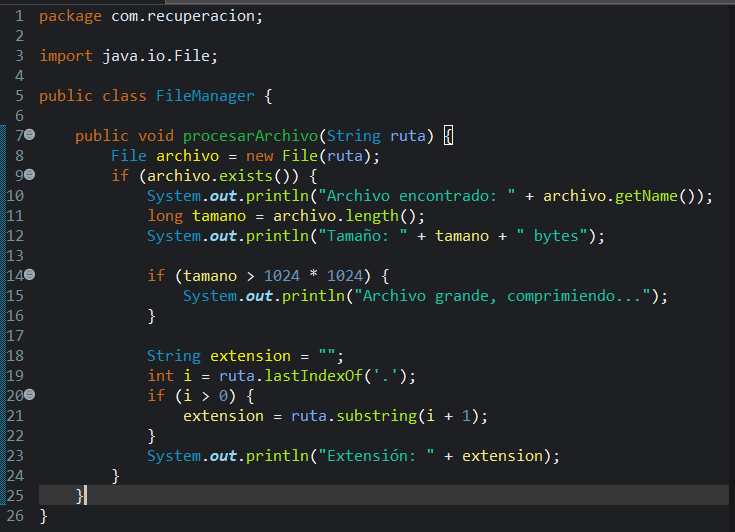 1 package com.recuperacion;
2
3 import java.io.File;
4
5 public class FileManager {
6
7     public void procesarArchivo(String ruta) {
8         File archivo = new File(ruta);
9         if (archivo.exists()) {
10             System.out.println("Archivo encontrado: " + archivo.getName());
11             long tamano = archivo.length();
12             System.out.println("Tamaño: " + tamano + " bytes");
13
14             if (tamano > 1024 * 1024) {
15                 System.out.println("Archivo grande, comprimiendo...");
16             }
17
18             String extension = "";
19             int i = ruta.lastIndexOf('.');
20             if (i > 0) {
21                 extension = ruta.substring(i + 1);
22             }
23             System.out.println("Extensión: " + extension);
24         }
25     }
26 }